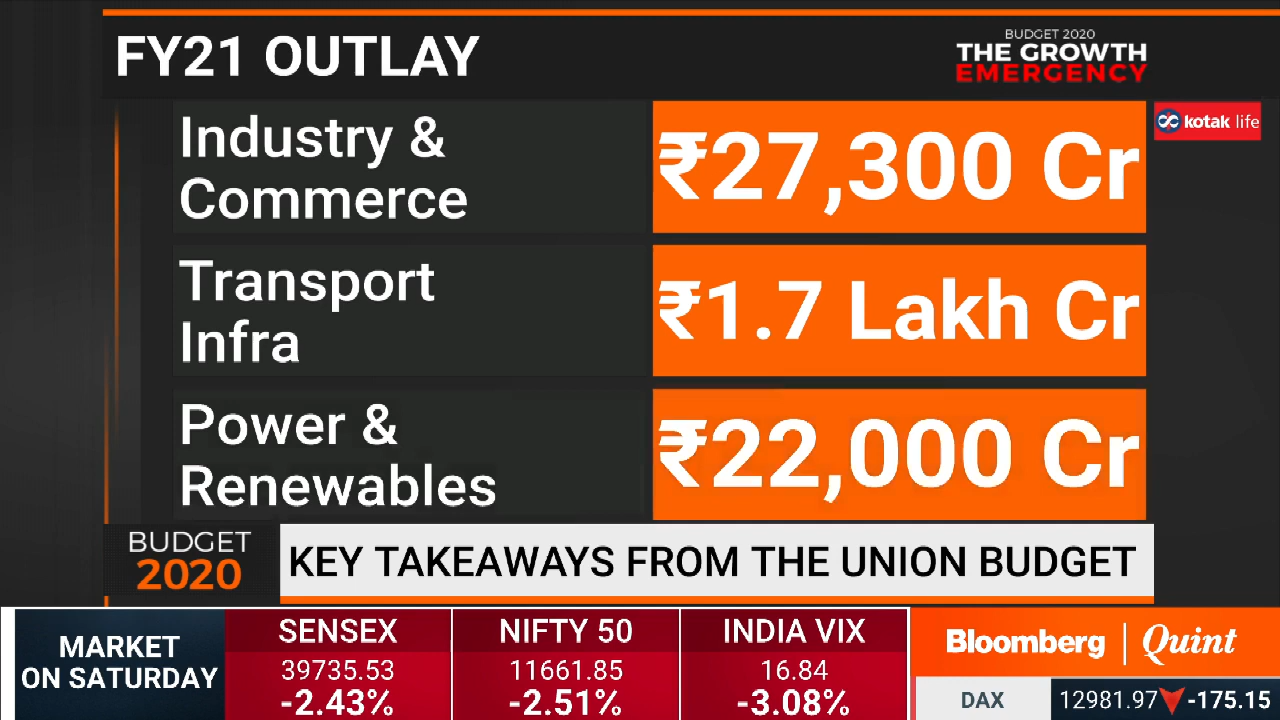 FY21 OUTLAY
BUDGET 2020
THE GROWTH
EMERGENCY
kotak life
Industry &
Commerce
₹27,300 Cr
Transport
Infra
₹1.7 Lakh Cr
Power &
Renewables
₹22,000 Cr
BUDGET
2020
KEY TAKEAWAYS FROM THE UNION BUDGET
MARKET
ON SATURDAY
SENSEX
39735.53
-2.43%
NIFTY 50
11661.85
-2.51%
INDIA VIX
16.84
-3.08%
Bloomberg | Quint
DAX 12981.97 -175.15